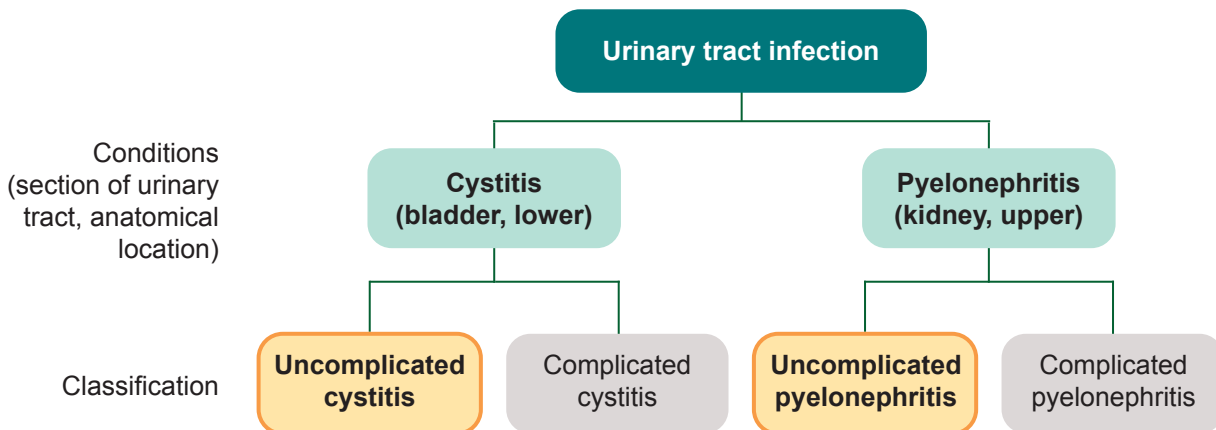 Urinary tract infection
Conditions
(section of urinary
tract, anatomical
location)
Cystitis
(bladder, lower)
Pyelonephritis
(kidney, upper)
Classification
Uncomplicated
cystitis
Complicated
cystitis
Uncomplicated
pyelonephritis
Complicated
pyelonephritis